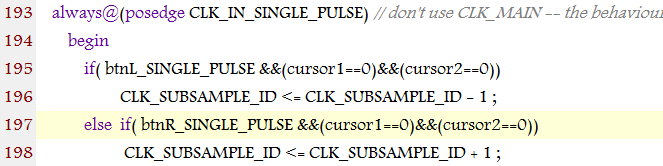 193 always@(posedge CLK_IN_SINGLE_PULSE) // don't use CLK_MAIN -- the behaviour
194 begin
195 if( btnL_SINGLE_PULSE &&(cursor1==0)&&(cursor2==0))
196 CLK_SUBSAMPLE_ID <= CLK_SUBSAMPLE_ID - 1 ;
197 else if( btnR_SINGLE_PULSE &&(cursor1==0)&&(cursor2==0))
198 CLK_SUBSAMPLE_ID <= CLK_SUBSAMPLE_ID + 1 ;